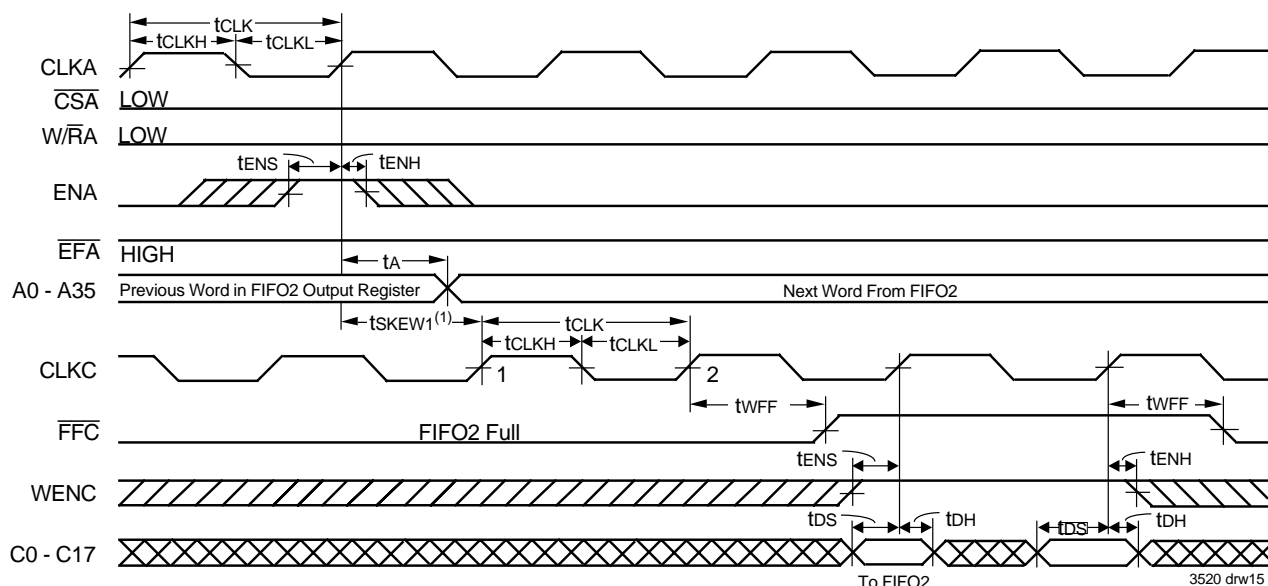 tCLK
tCLKH
tCLKL
CLKA
CSA LOW
W/RA LOW
tENS
tENH
ENA
EFA HIGH
tA
A0 - A35
Previous Word in FIFO2 Output Register
Next Word From FIFO2
tSKEW1(1)
tCLK
tCLKH
tCLKL
CLKC
1
2
tWFF
tWFF
FFC
FIFO2 Full
tENS
tENH
WENC
tDS
tDH
tDS
tDH
C0 - C17
To FIFO2
3520 drw15